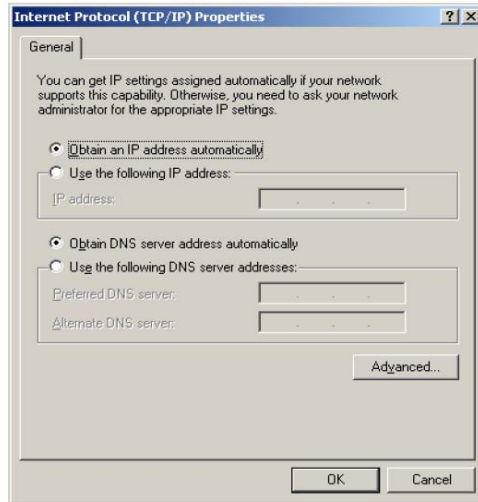 Internet Protocol (TCP/IP) Properties
General
You can get IP settings assigned automatically if your network
supports this capability. Otherwise, you need to ask your network
administrator for the appropriate IP settings.
Obtain an IP address automatically
Use the following IP address:
IP address:
Obtain DNS server address automatically
Use the following DNS server addresses:
Preferred DNS server:
Alternate DNS server:
Advanced...
OK Cancel